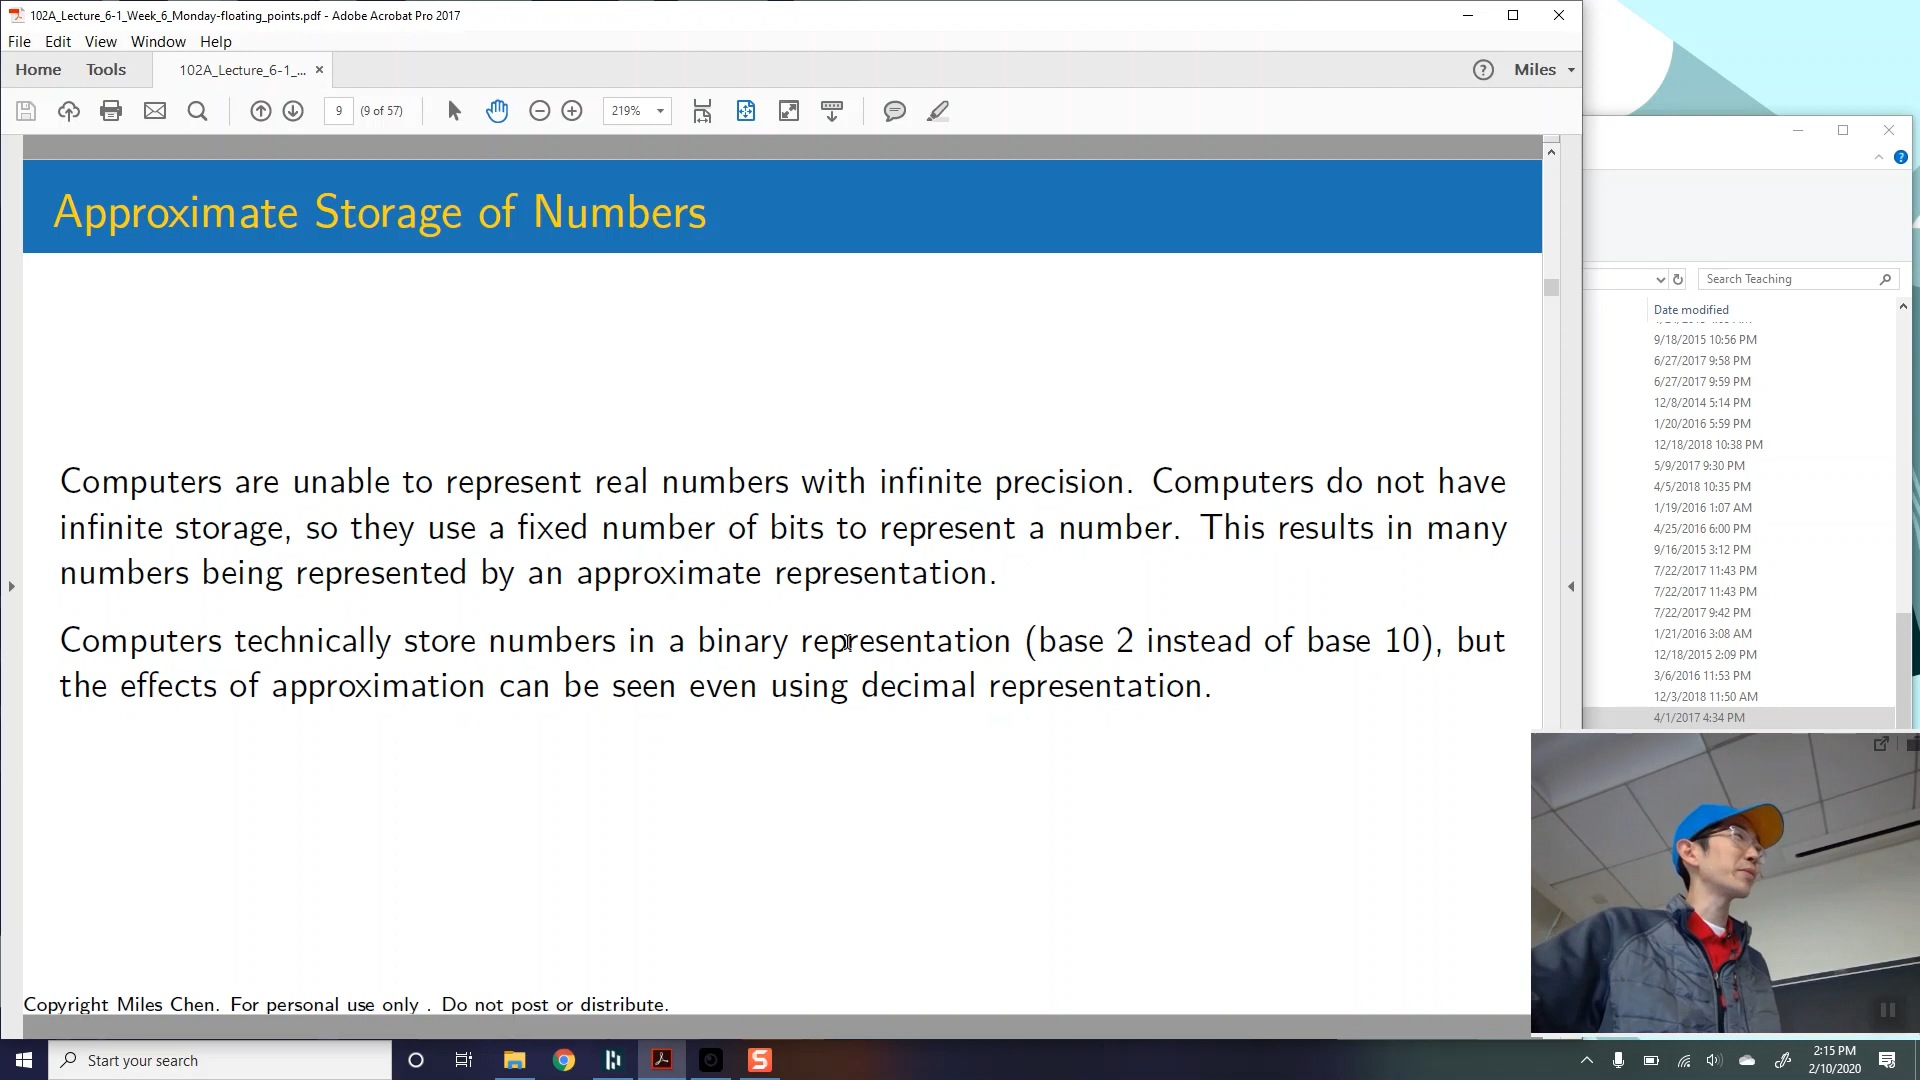 102A_Lecture_6-1_Week_6_Monday-floating_points.pdf - Adobe Acrobat Pro 2017
File Edit View Window Help
Home Tools 102A_Lecture_6-1_... × Miles
9 (9 of 57) 219%
Approximate Storage of Numbers
Computers are unable to represent real numbers with infinite precision. Computers do not have
infinite storage, so they use a fixed number of bits to represent a number. This results in many
numbers being represented by an approximate representation.
Computers technically store numbers in a binary representation (base 2 instead of base 10), but
the effects of approximation can be seen even using decimal representation.
Copyright Miles Chen. For personal use only . Do not post or distribute.
Search Teaching
Date modified
9/18/2015 10:56 PM
6/27/2017 9:58 PM
6/27/2017 9:59 PM
12/8/2014 5:14 PM
1/20/2016 5:59 PM
12/18/2018 10:38 PM
5/9/2017 9:30 PM
4/5/2018 10:35 PM
1/19/2016 1:07 AM
4/25/2016 6:00 PM
9/16/2015 3:12 PM
7/22/2017 11:43 PM
7/22/2017 11:43 PM
7/22/2017 9:42 PM
1/21/2016 3:08 AM
12/18/2015 2:09 PM
3/6/2016 11:53 PM
12/3/2018 11:50 AM
4/1/2017 4:34 PM
Start your search
2:15 PM
2/10/2020